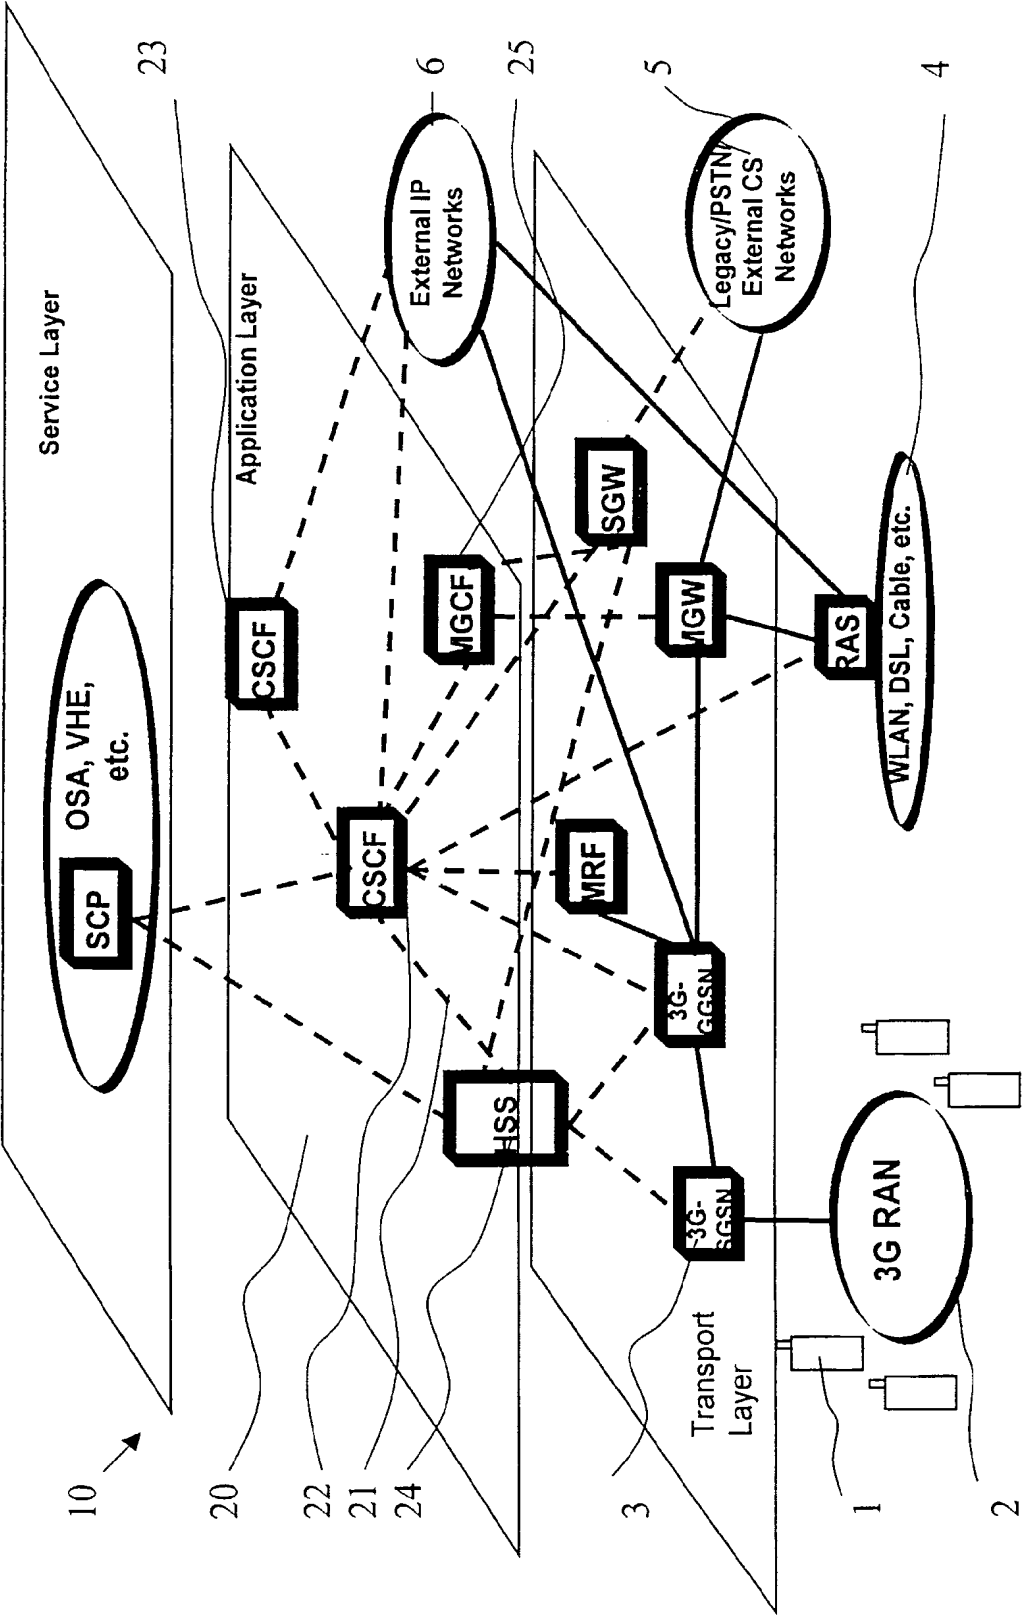 10
Service Layer
SCP
OSA, VHE,
etc.
23
20
22
21
24
Application Layer
CSCF
CSCF
MGCF
HSS
External IP
Networks
6
25
5
4
Legacy/PSTN/
External CS
Networks
SGW
MGW
MRF
3G-
GGSN
3G-
SGSN
RAS
WLAN, DSL, Cable, etc.
Transport
Layer
3
3G RAN
1
2